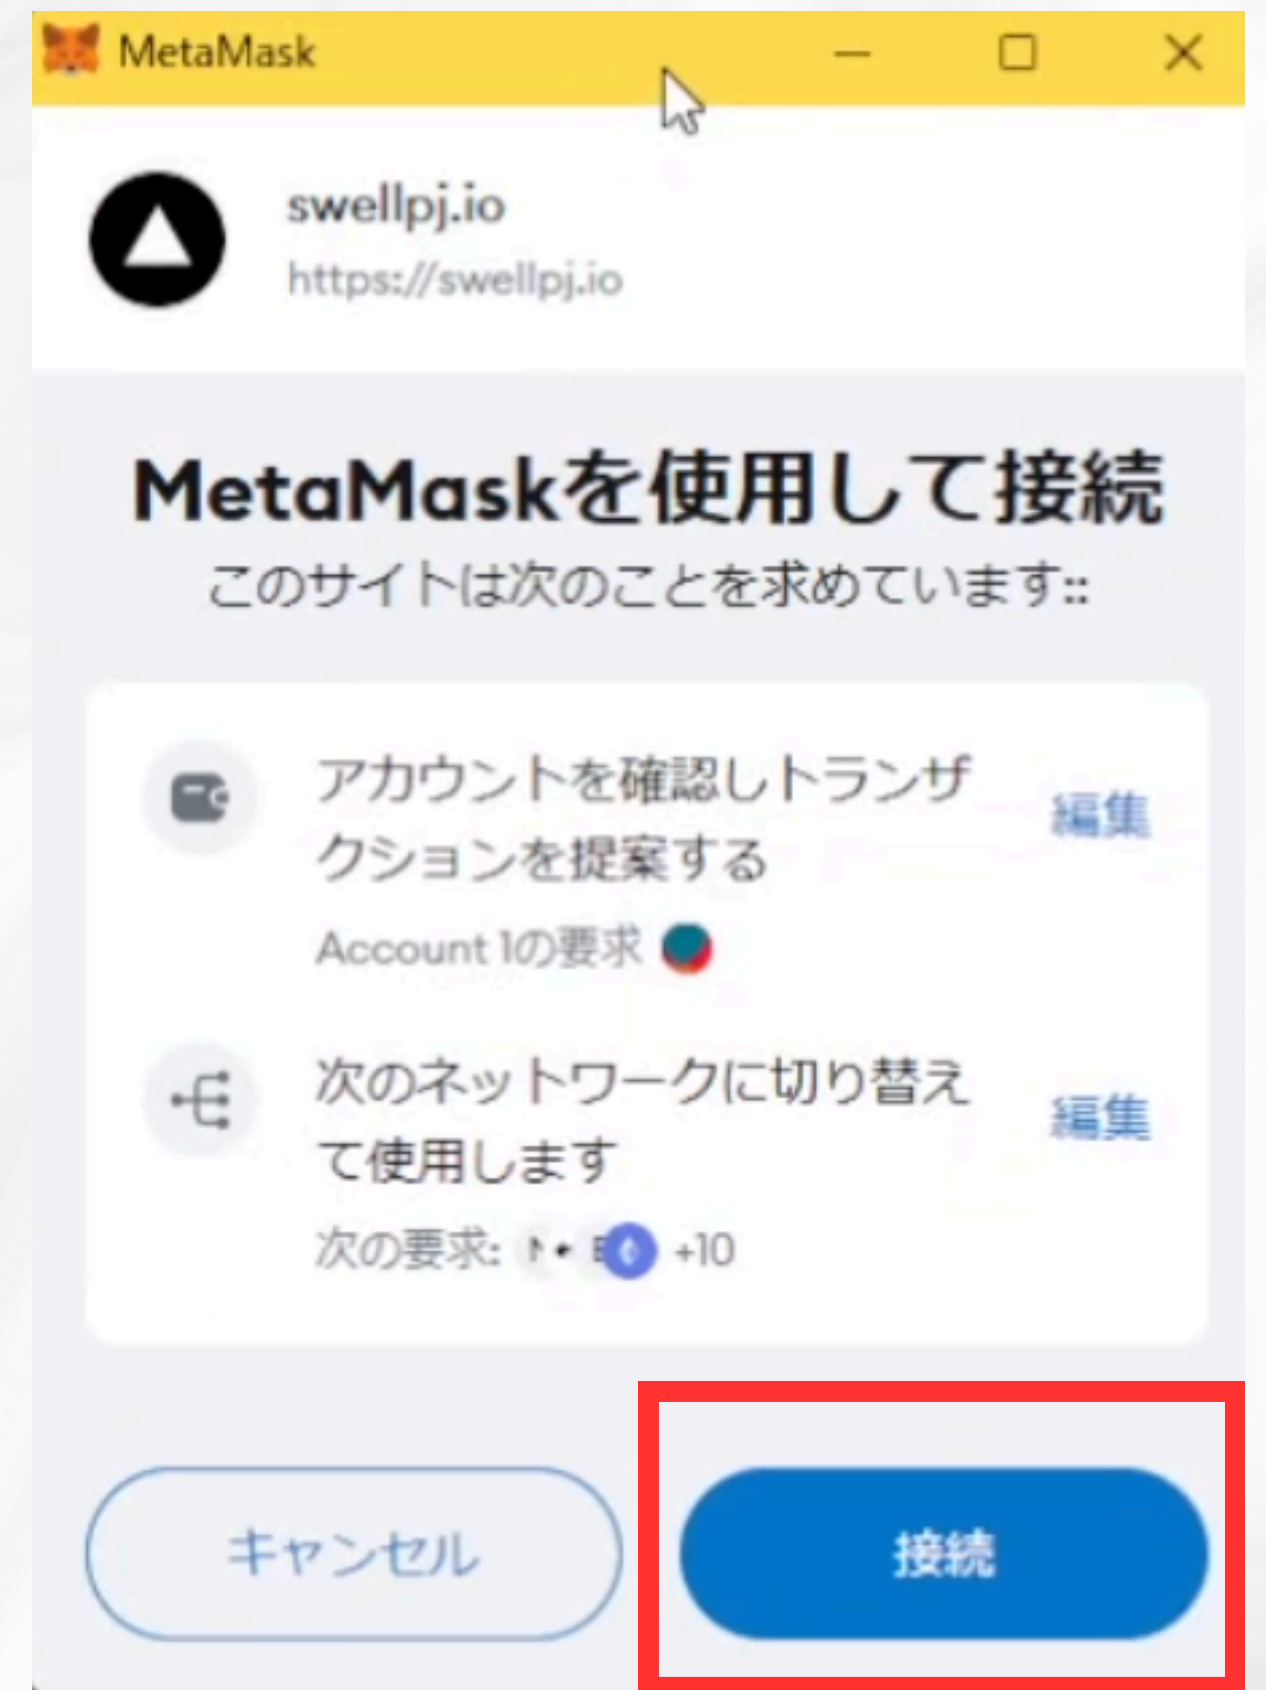 MetaMask
swellpj.io
https://swellpj.io
MetaMaskを使用して接続
このサイトは次のことを求めています::
アカウントを確認しトランザ
クションを提案する
編集
Account 1の要求
次のネットワークに切り替え
て使用します
編集
次の要求: +10
キャンセル
接続